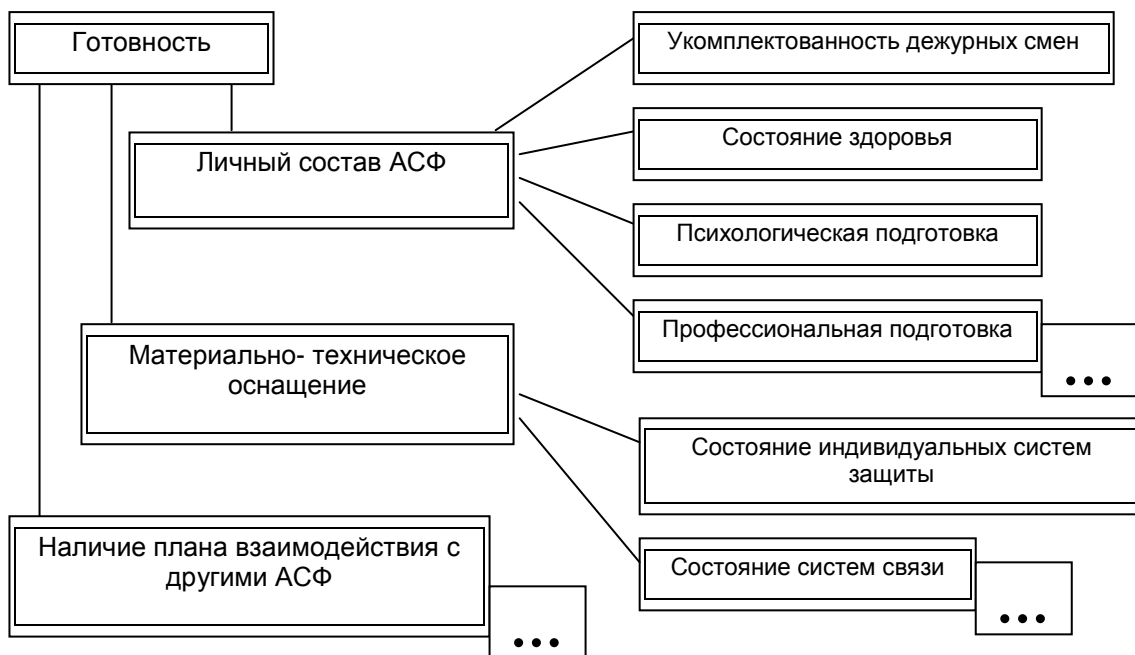 Готовность
Личный состав АСФ
Укомплектованность дежурных смен
Состояние здоровья
Психологическая подготовка
Профессиональная подготовка
...
Материально- техническое
оснащение
Состояние индивидуальных систем
защиты
Состояние систем связи
...
Наличие плана взаимодействия с
другими АСФ
...